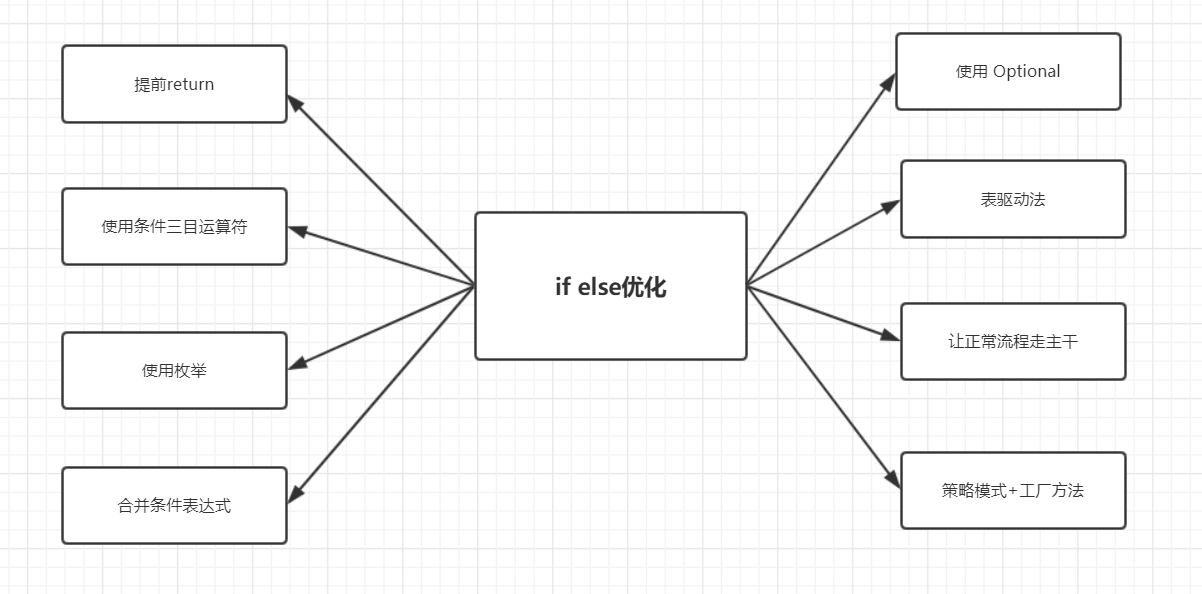 提前return
使用条件三目运算符
使用枚举
合并条件表达式
if else优化
使用 Optional
表驱动法
让正常流程走主干
策略模式+工厂方法